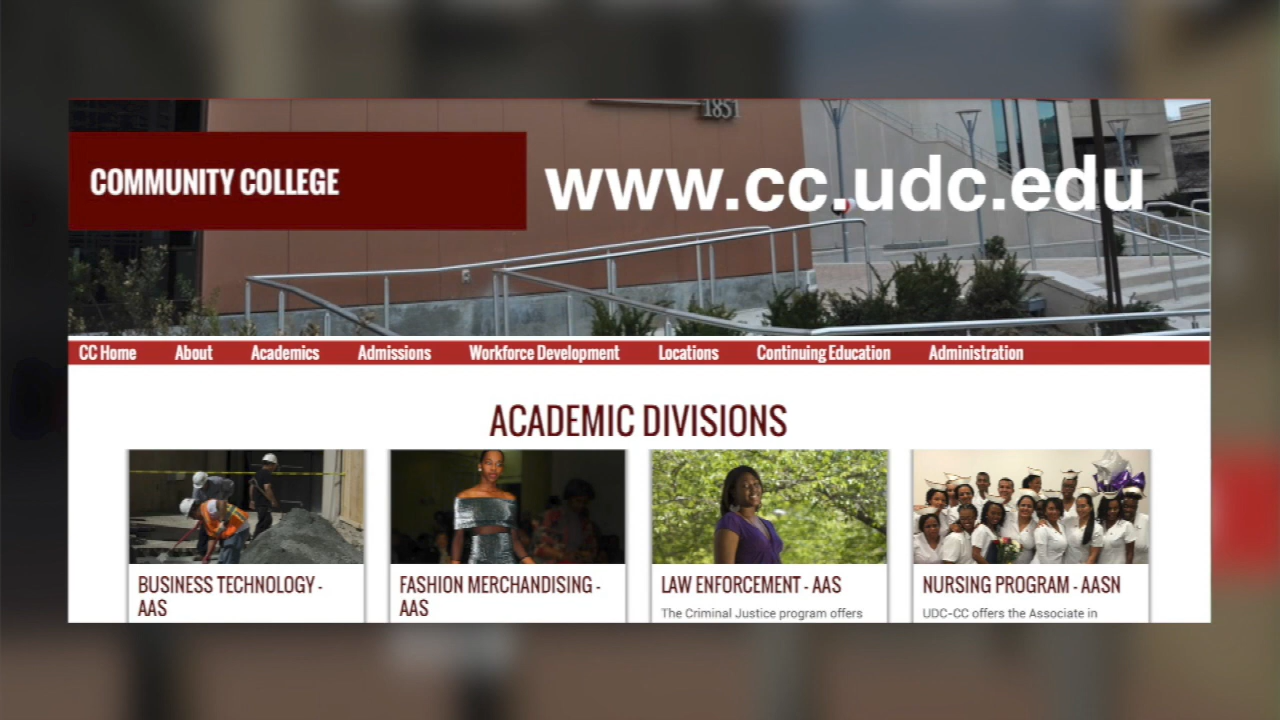 1851
COMMUNITY COLLEGE
www.cc.udc.edu
CC Home About Academics Admissions Workforce Development Locations Continuing Education Administration
ACADEMIC DIVISIONS
BUSINESS TECHNOLOGY -
AAS
FASHION MERCHANDISING -
AAS
LAW ENFORCEMENT - AAS
The Criminal Justice program offers
NURSING PROGRAM - AASN
UDC-CC offers the Associate in